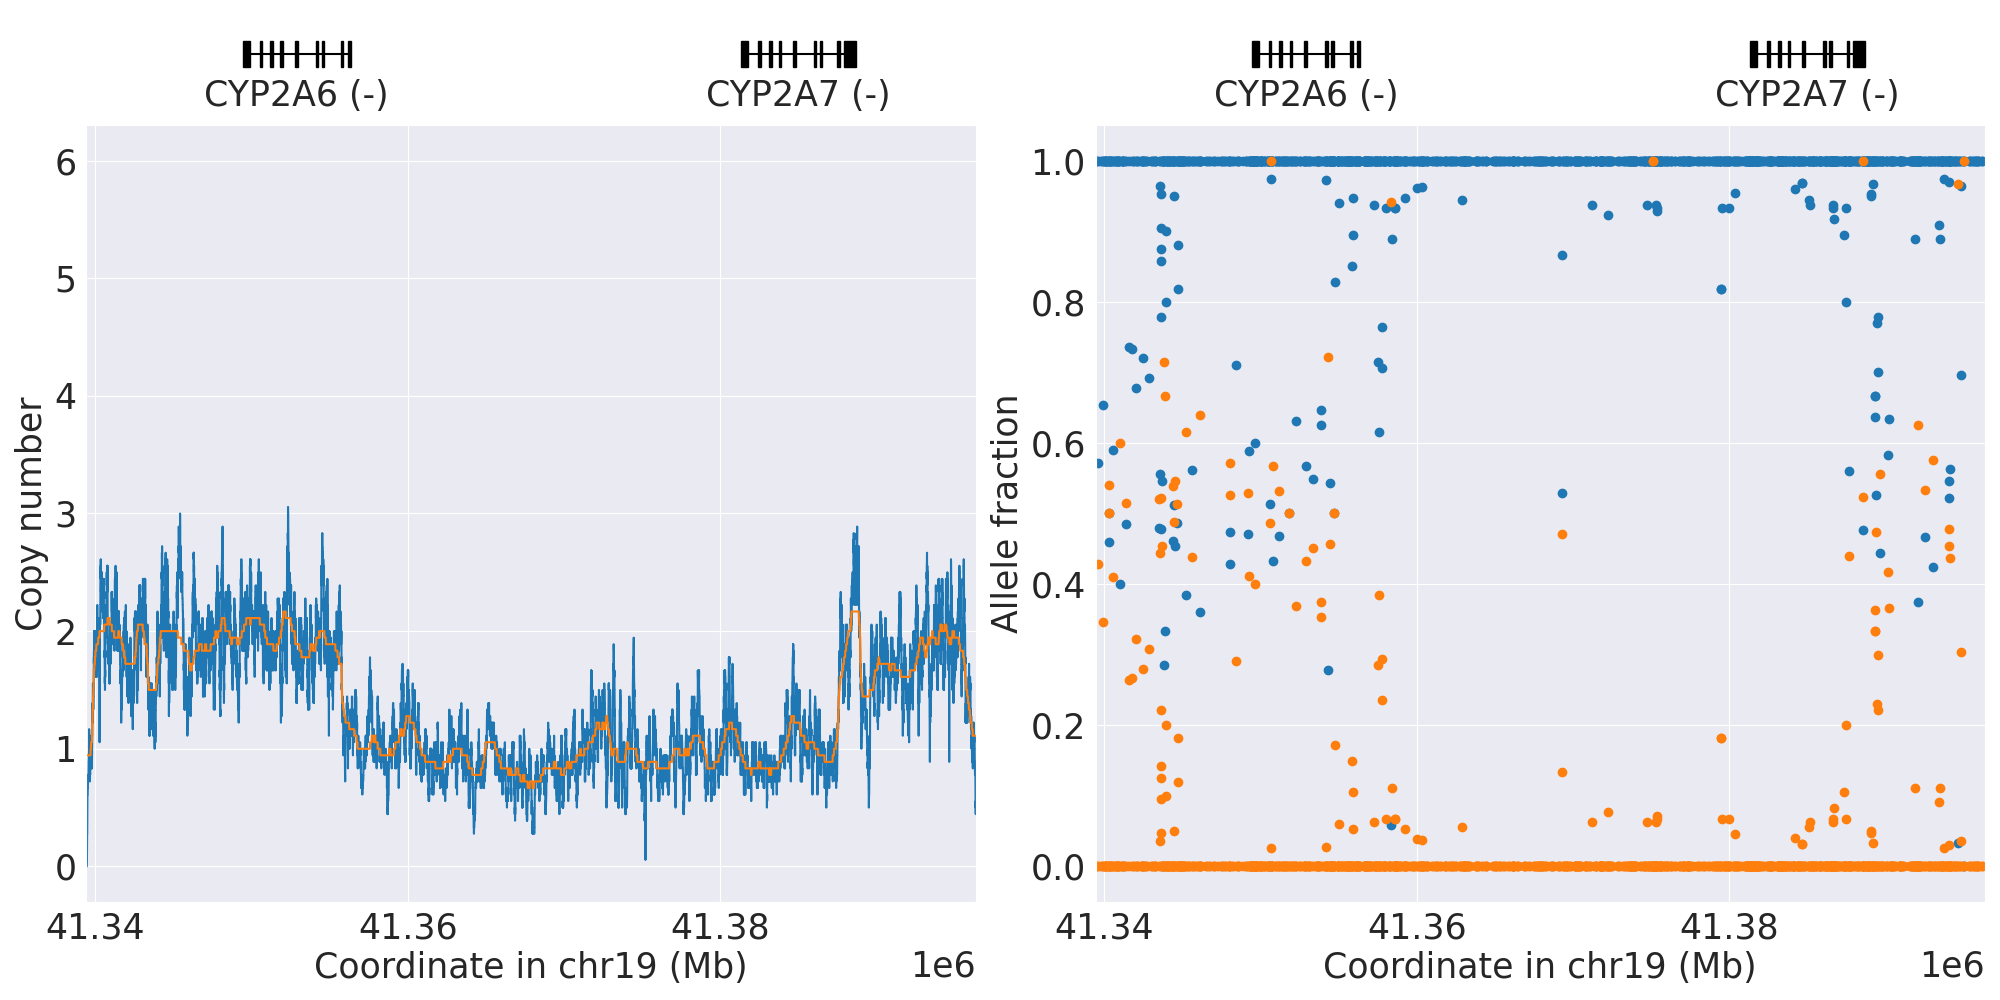 CYP2A6 (-)
CYP2A7 (-)
6
5
4
3
2
1
0
Copy number
41.34
41.36
41.38
Coordinate in chr19 (Mb)
1e6
CYP2A6 (-)
CYP2A7 (-)
1.0
0.8
0.6
0.4
0.2
0.0
Allele fraction
41.34
41.36
41.38
Coordinate in chr19 (Mb)
1e6